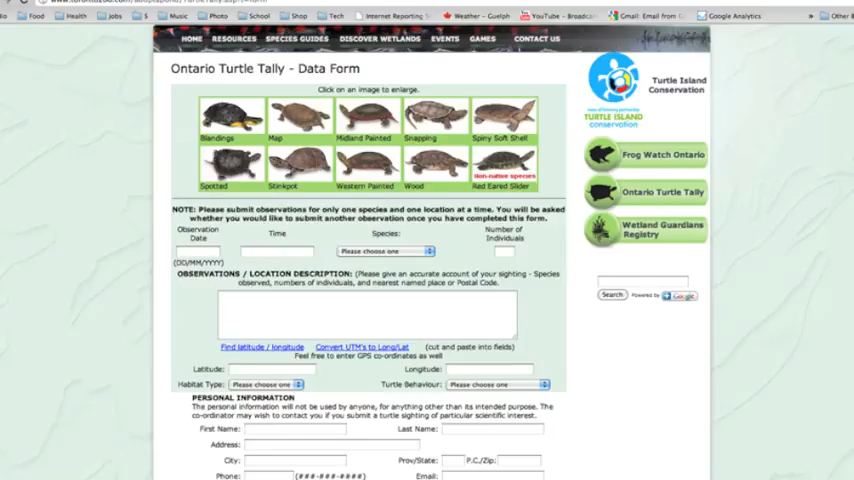 Food Jobs $ Music Photo School Shop Tech Internet Reporting Weather - Guelph YouTube - Broadcas Gmail: Email from G Google Analytics » Other B
HOME RESOURCES SPECIES GUIDES DISCOVER WETLANDS EVENTS GAMES CONTACT US
Ontario Turtle Tally - Data Form
Click on an image to enlarge.
Turtle Island
Conservation
Blandings Map Midland Painted Snapping Spiny Soft Shell
TURTLE ISLAND
conservation
Non-native species
Spotted Stinkpot Western Painted Wood Red Eared Slider
Frog Watch Ontario
Ontario Turtle Tally
Wetland Guardians
Registry
NOTE: Please submit observations for only one species and one location at a time. You will be asked
whether you would like to submit another observation once you have completed this form.
Observation
Date Time Species: Number of
Individuals
Please choose one
(DD/MM/YYYY)
OBSERVATIONS / LOCATION DESCRIPTION: (Please give an accurate account of your sighting - Species
observed, numbers of individuals, and nearest named place or Postal Code.
Search Powered by Google
Find latitude / longitude Convert UTM's to Long/Lat (cut and paste into fields)
Feel free to enter GPS co-ordinates as well
Latitude: Longitude:
Habitat Type: Please choose one Turtle Behaviour: Please choose one
PERSONAL INFORMATION
The personal information will not be used by anyone, for anything other than its intended purpose. The
co-ordinator may wish to contact you if you submit a turtle sighting of particular scientific interest.
First Name: Last Name:
Address:
City: Prov/State: P.C./Zip:
Phone: (###-###-####) Email: